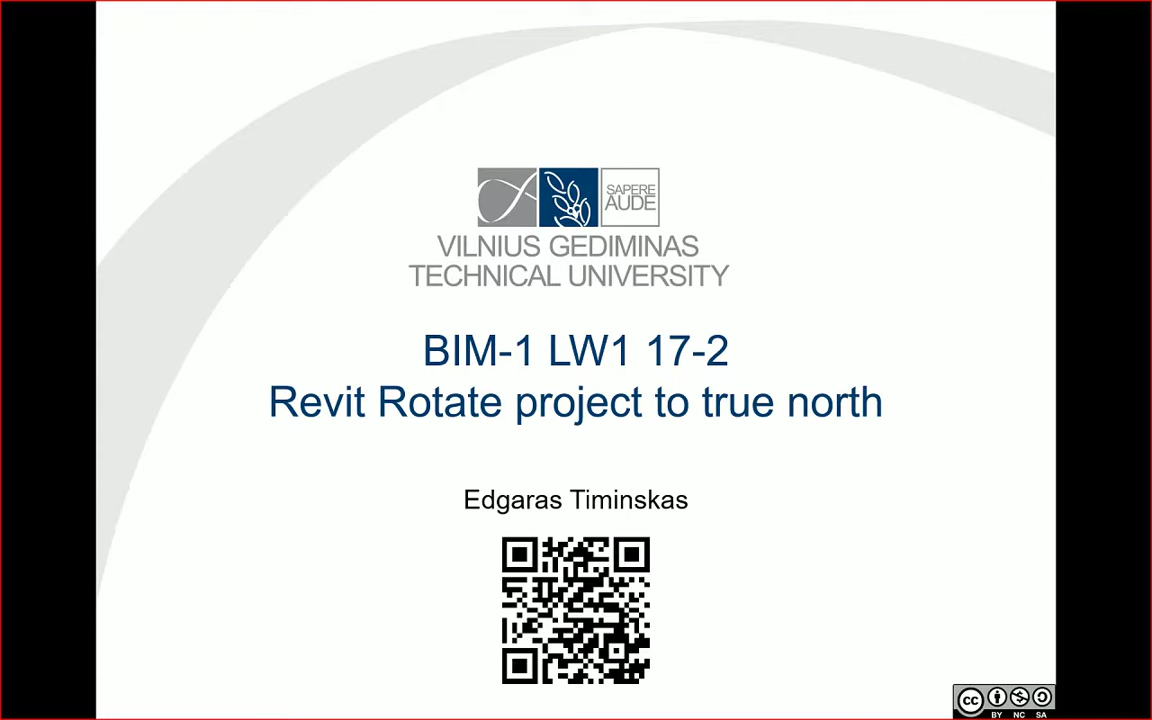 SAPERE
AUDE
VILNIUS GEDIMINAS
TECHNICAL UNIVERSITY
BIM-1 LW1 17-2
Revit Rotate project to true north
Edgaras Timinskas
cc
BY NC SA